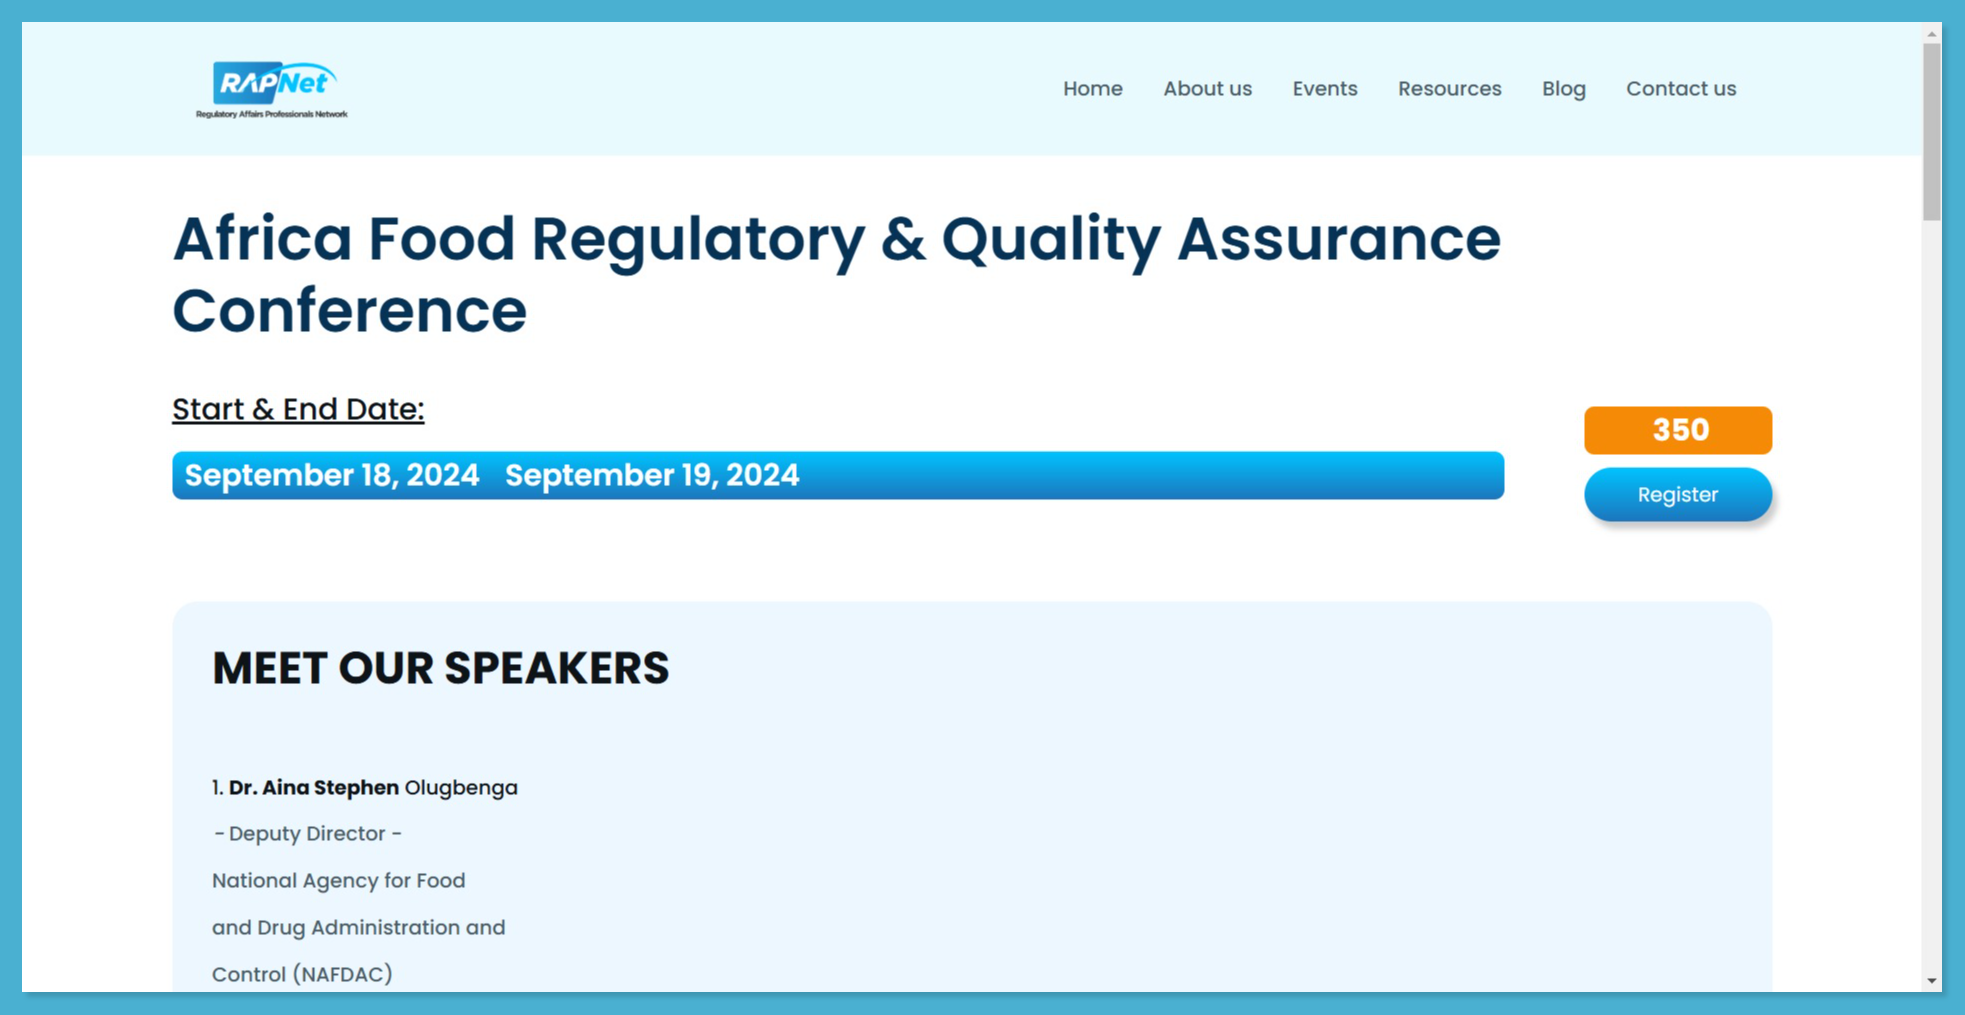 RAPNet
Regulatory Affairs Professionals Network
Home About us Events Resources Blog Contact us
Africa Food Regulatory & Quality Assurance
Conference
Start & End Date:
September 18, 2024 September 19, 2024
350
Register
MEET OUR SPEAKERS
1. Dr. Aina Stephen Olugbenga
- Deputy Director -
National Agency for Food
and Drug Administration and
Control (NAFDAC)